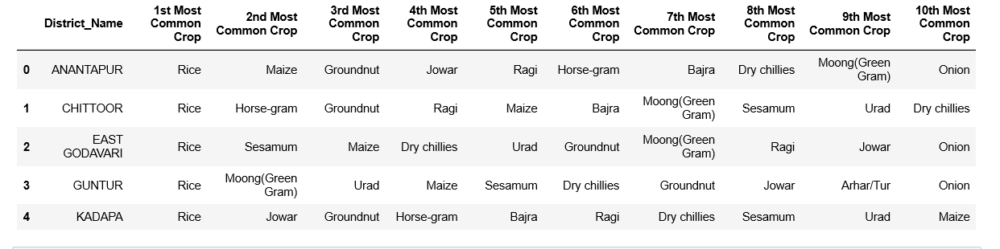 District_Name 1st Most Common Crop 2nd Most Common Crop 3rd Most Common Crop 4th Most Common Crop 5th Most Common Crop 6th Most Common Crop 7th Most Common Crop 8th Most Common Crop 9th Most Common Crop 10th Most Common Crop
0 ANANTAPUR Rice Maize Groundnut Jowar Ragi Horse-gram Bajra Dry chillies Moong(Green Gram) Onion
1 CHITTOOR Rice Horse-gram Groundnut Ragi Maize Bajra Moong(Green Gram) Sesamum Urad Dry chillies
2 EAST GODAVARI Rice Sesamum Maize Dry chillies Urad Groundnut Moong(Green Gram) Ragi Jowar Onion
3 GUNTUR Rice Moong(Green Gram) Urad Maize Sesamum Dry chillies Groundnut Jowar Arhar/Tur Onion
4 KADAPA Rice Jowar Groundnut Horse-gram Bajra Ragi Dry chillies Sesamum Urad Maize